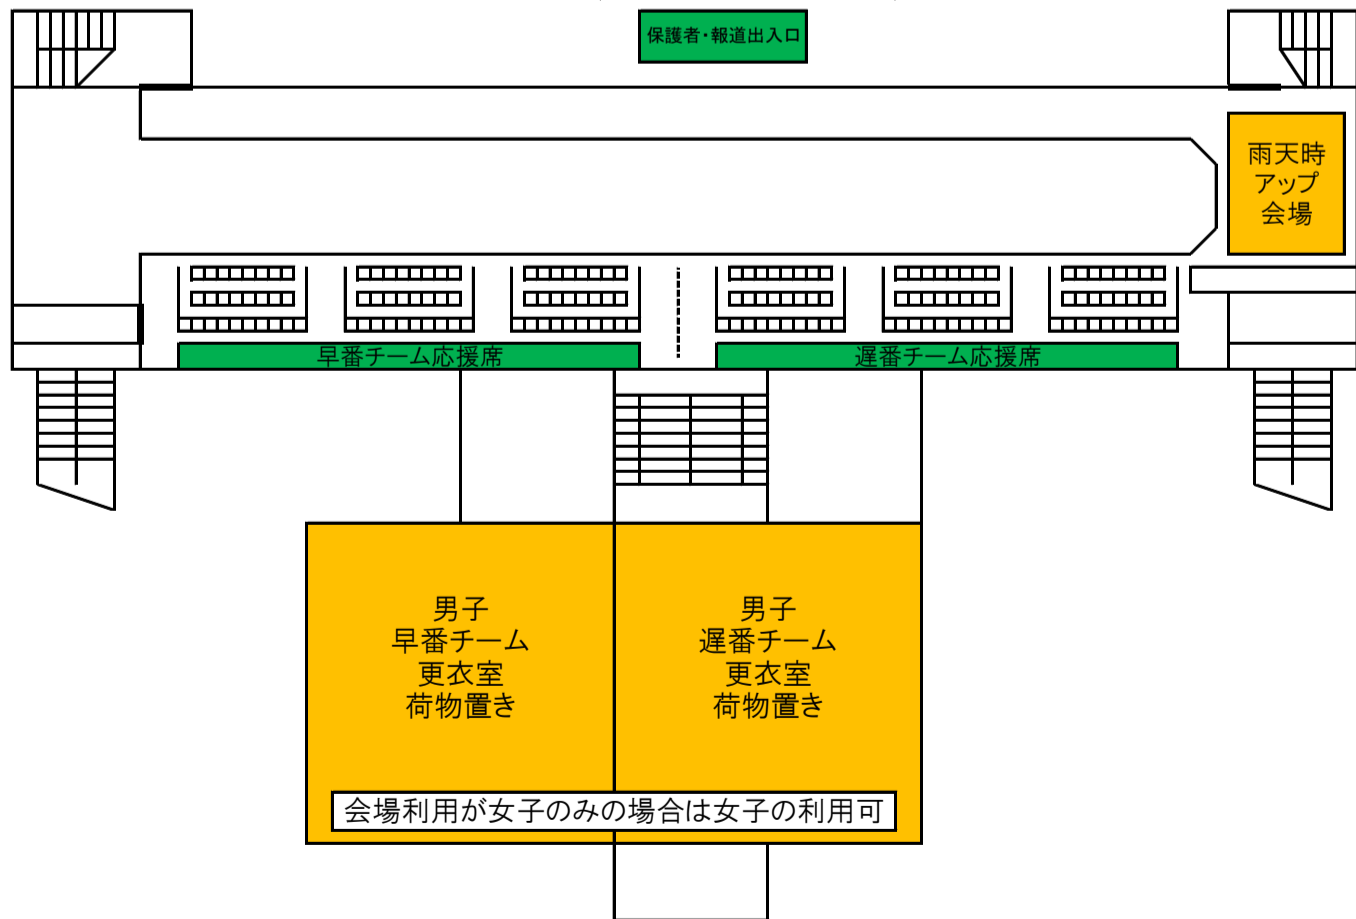 保護者・報道出入口
雨天時
アップ
会場
早番チーム応援席
遅番チーム応援席
男子
早番チーム
更衣室
荷物置き
男子
遅番チーム
更衣室
荷物置き
会場利用が女子のみの場合は女子の利用可